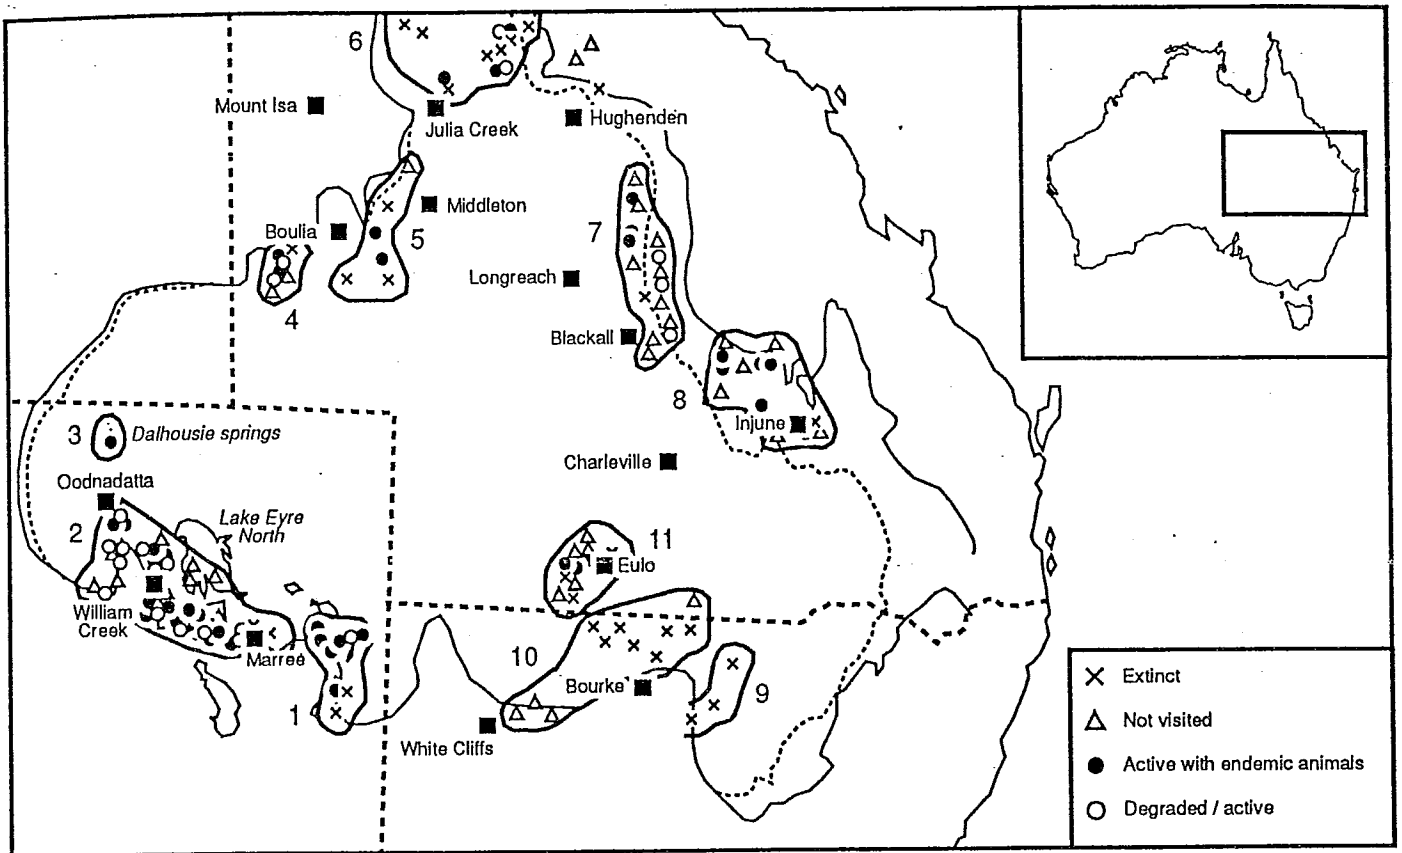 6
Mount Isa
Julia Creek
Hughenden
Middleton
7
Boulia
5
Longreach
4
Blackall
8
3
Dalhousie springs
Injune
Charleville
Oodnadatta
Lake Eyre
North
2
11
Eulo
William
Creek
Marree
10
Bourke
9
1
White Cliffs
Extinct
Not visited
Active with endemic animals
Degraded / active